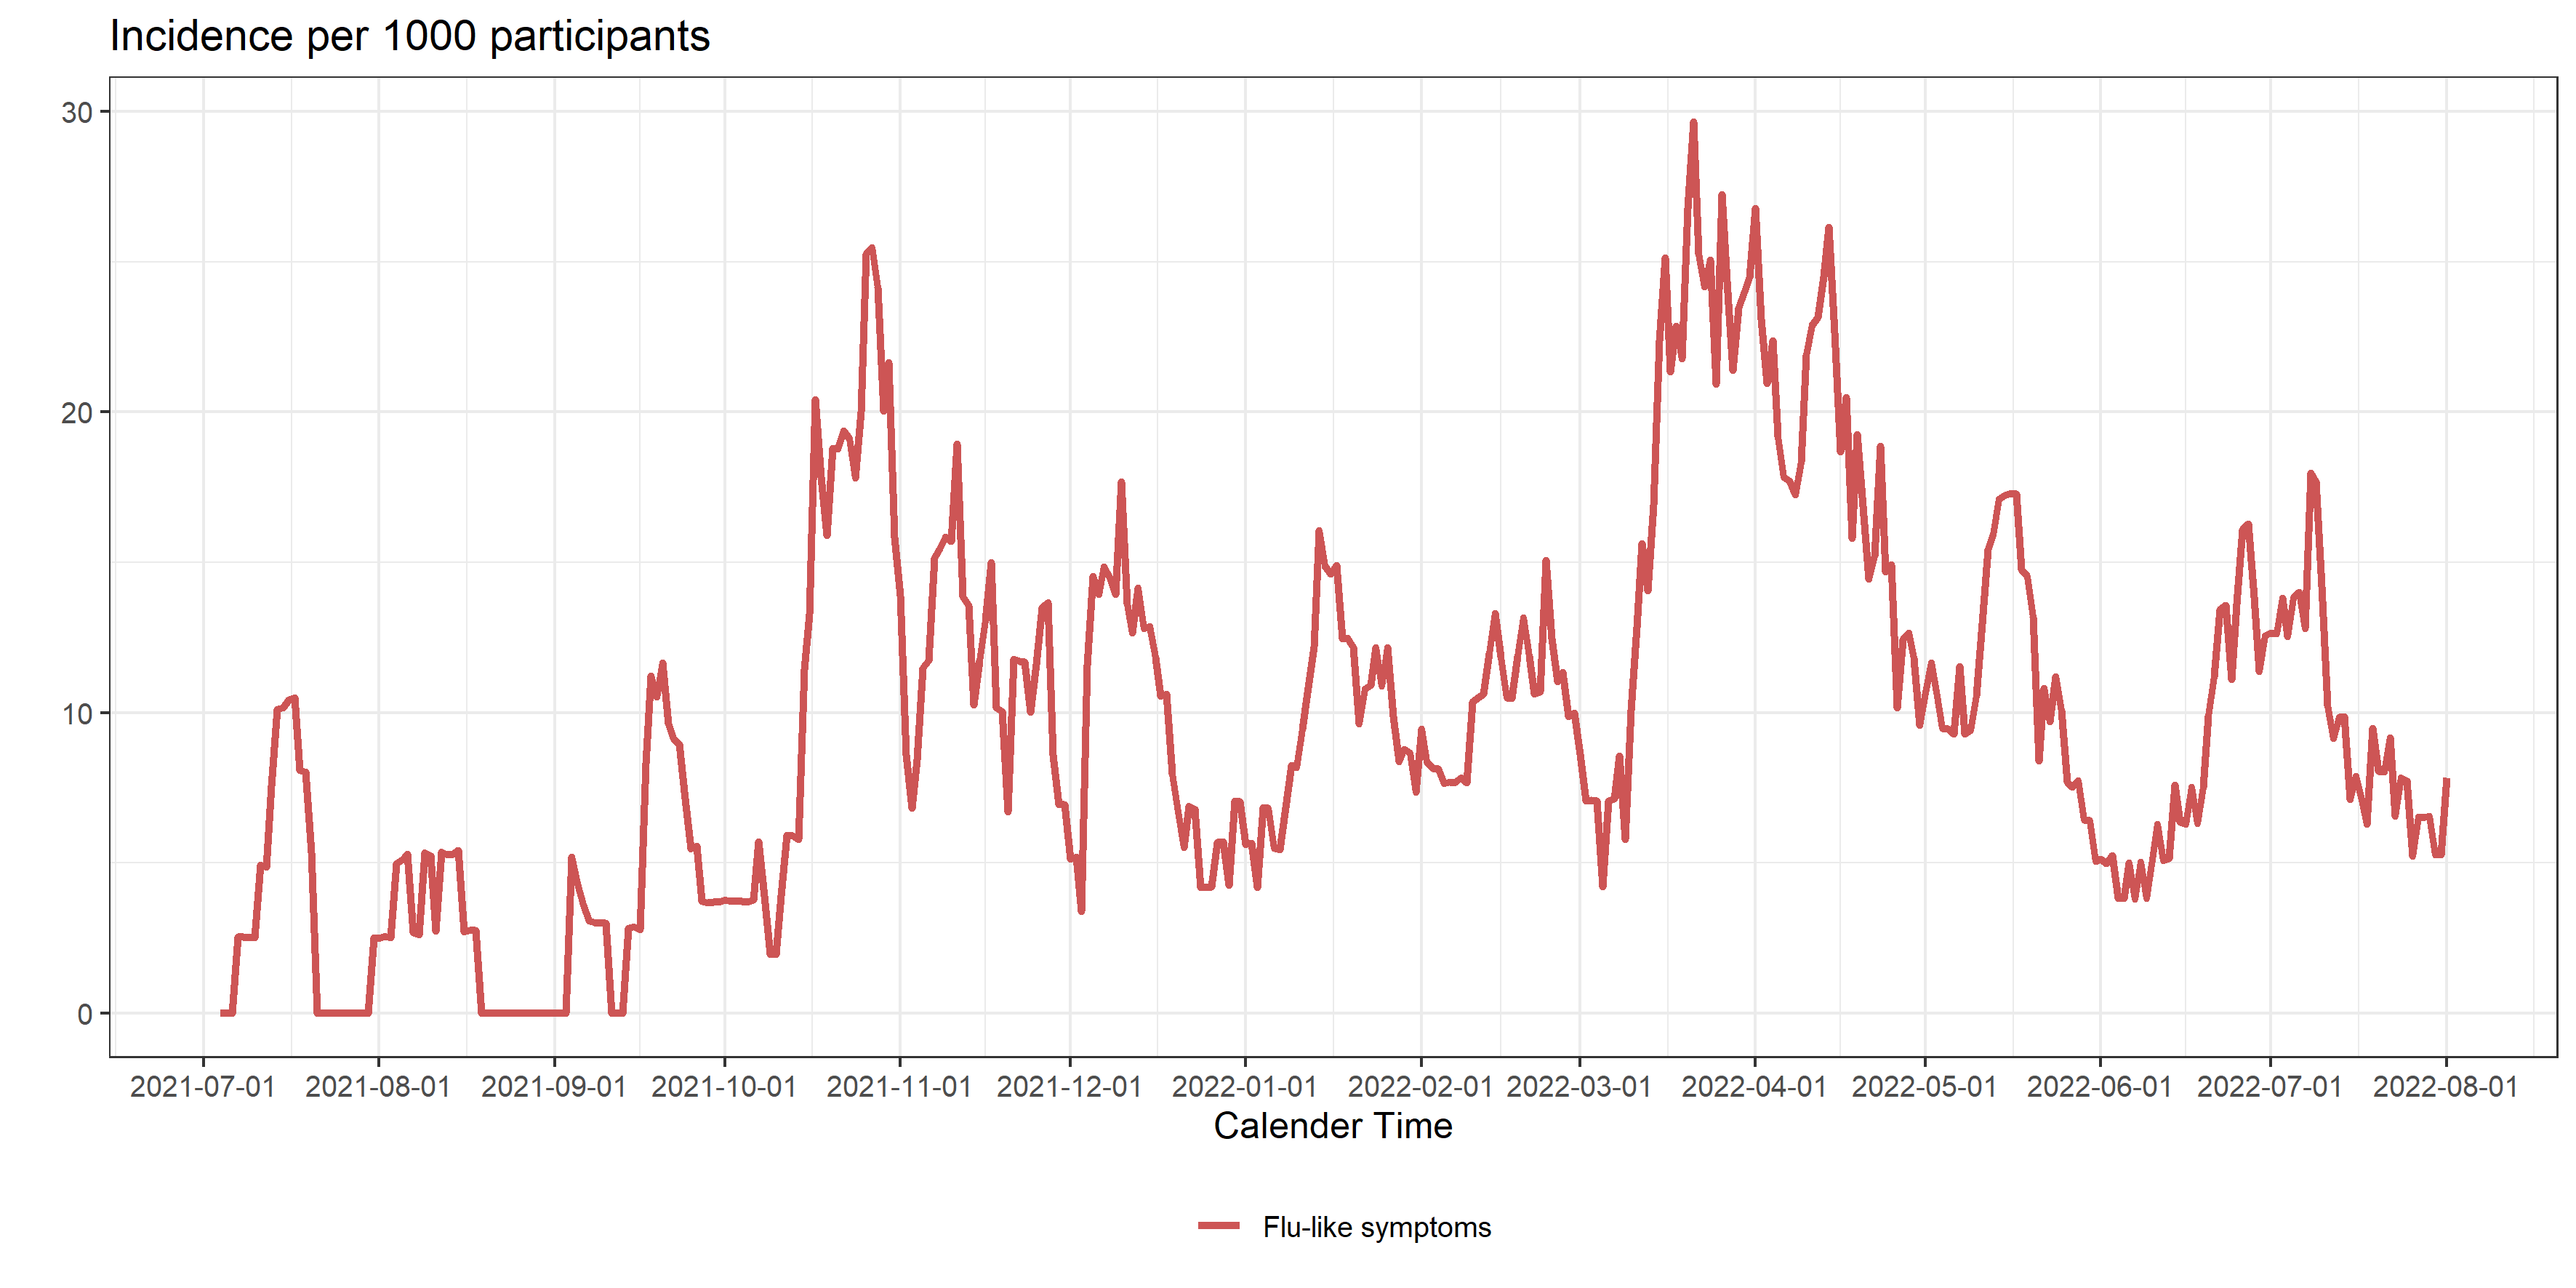 Incidence per 1000 participants
30
20
10
0
2021-07-01 2021-08-01 2021-09-01 2021-10-01 2021-11-01 2021-12-01 2022-01-01 2022-02-01 2022-03-01 2022-04-01 2022-05-01 2022-06-01 2022-07-01 2022-08-01
Calender Time
Flu-like symptoms